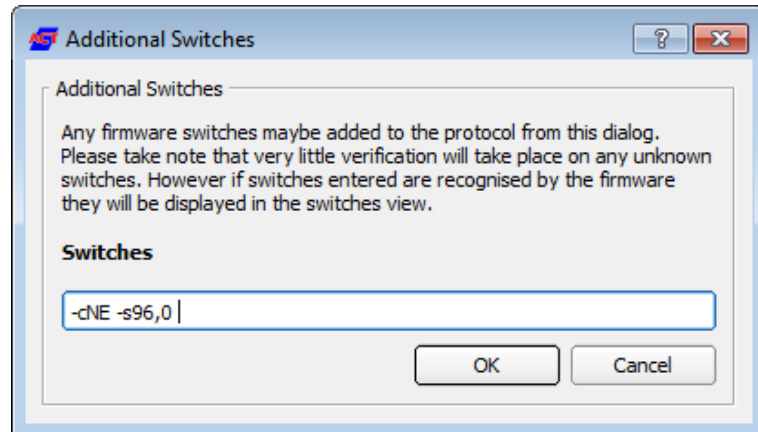 ACT Additional Switches
Additional Switches
Any firmware switches maybe added to the protocol from this dialog.
Please take note that very little verification will take place on any unknown
switches. However if switches entered are recognised by the firmware
they will be displayed in the switches view.
Switches
-cNE -s96,0
OK Cancel